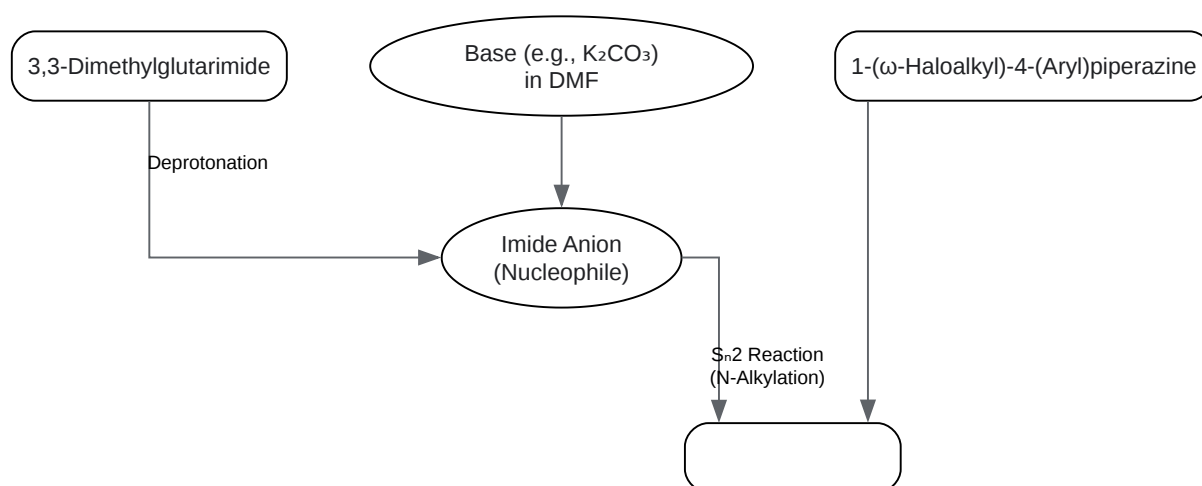 3,3-Dimethylglutarimide
Base (e.g., K₂CO₃)
in DMF
1-(ω-Haloalkyl)-4-(Aryl)piperazine
Deprotonation
Imide Anion
(Nucleophile)
Sₙ2 Reaction
(N-Alkylation)